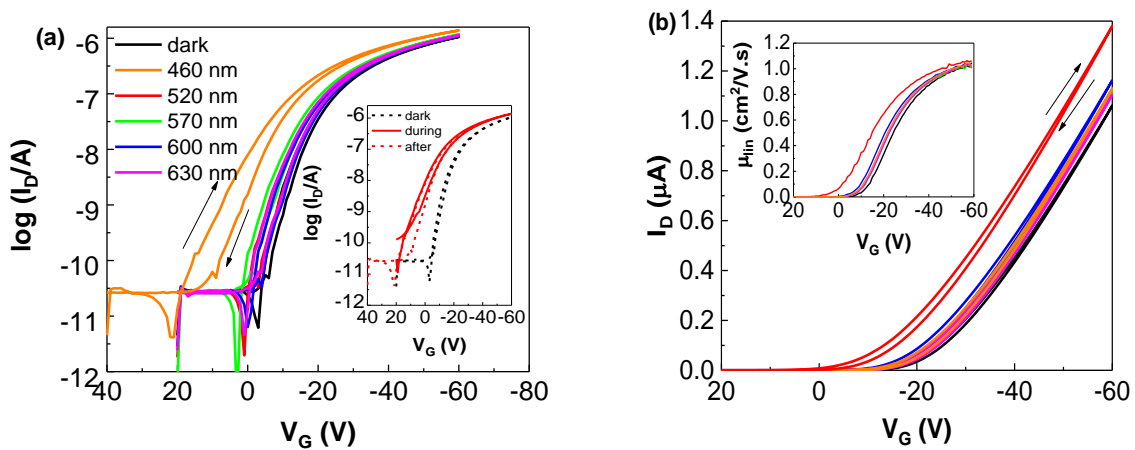 (a)
dark
460 nm
520 nm
570 nm
600 nm
630 nm
log (I_D/A)
-6
-7
-8
-9
-10
-11
-12
40 20 0 -20 -40 -60 -80
V_G (V)
dark
during
after
log (I_D/A)
-6
-7
-8
-9
-10
-11
-12
40 20 0 -20 -40 -60
V_G (V)
(b)
I_D (μA)
1.4
1.2
1.0
0.8
0.6
0.4
0.2
0.0
20 0 -20 -40 -60
V_G (V)
μ_lin (cm²/V.s)
1.2
1.0
0.8
0.6
0.4
0.2
0.0
20 0 -20 -40 -60
V_G (V)